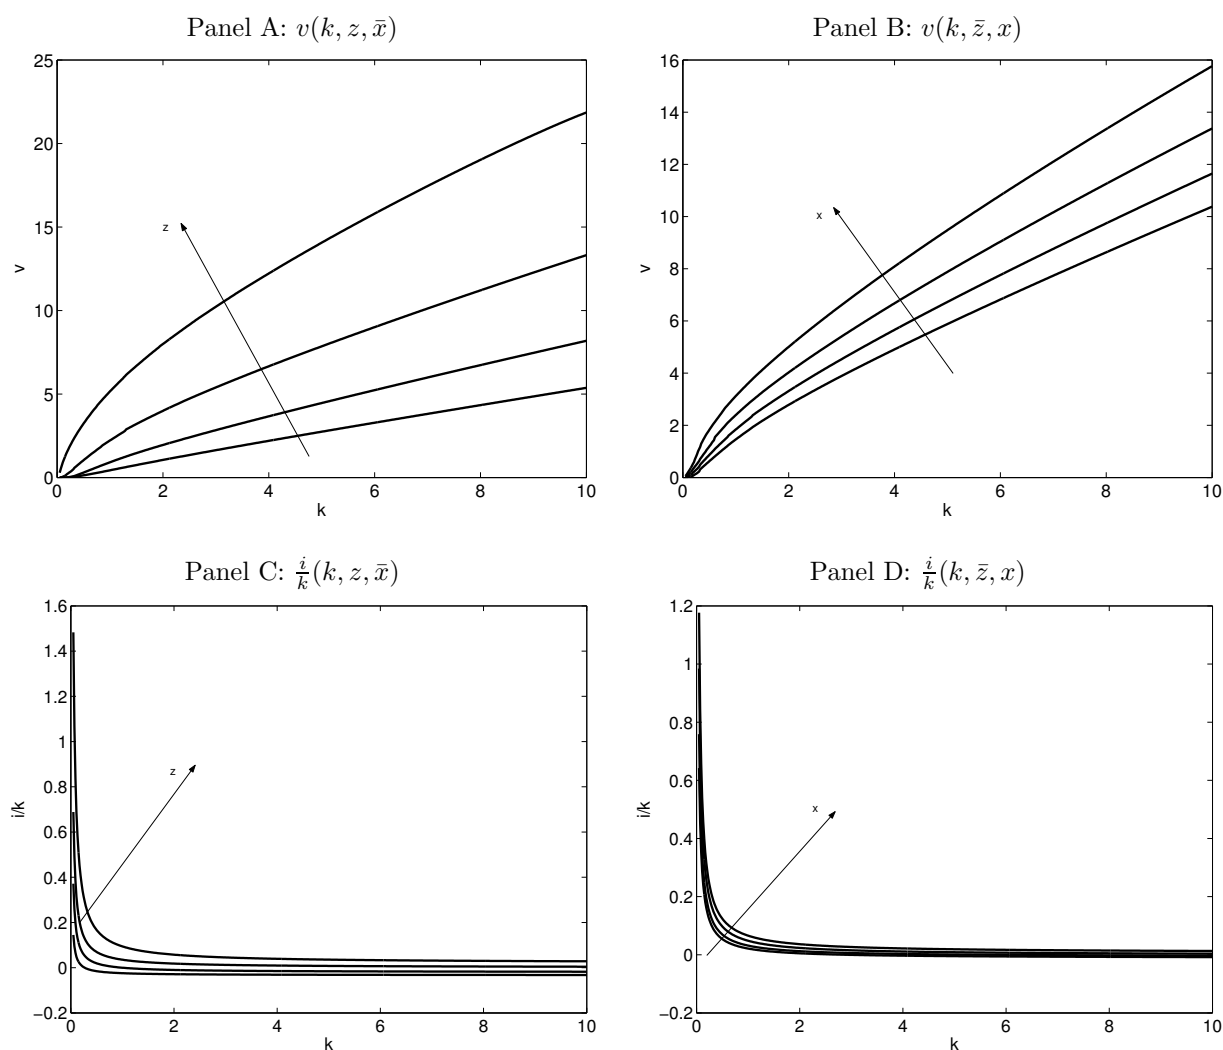 Panel A: v(k, z, x̄)
25
20
15
10
5
0
v
z
0 2 4 6 8 10
k
Panel B: v(k, z̄, x)
16
14
12
10
8
6
4
2
0
v
x
0 2 4 6 8 10
k
Panel C: i/k (k, z, x̄)
1.6
1.4
1.2
1
0.8
0.6
0.4
0.2
0
−0.2
i/k
z
0 2 4 6 8 10
k
Panel D: i/k (k, z̄, x)
1.2
1
0.8
0.6
0.4
0.2
0
−0.2
i/k
x
0 2 4 6 8 10
k